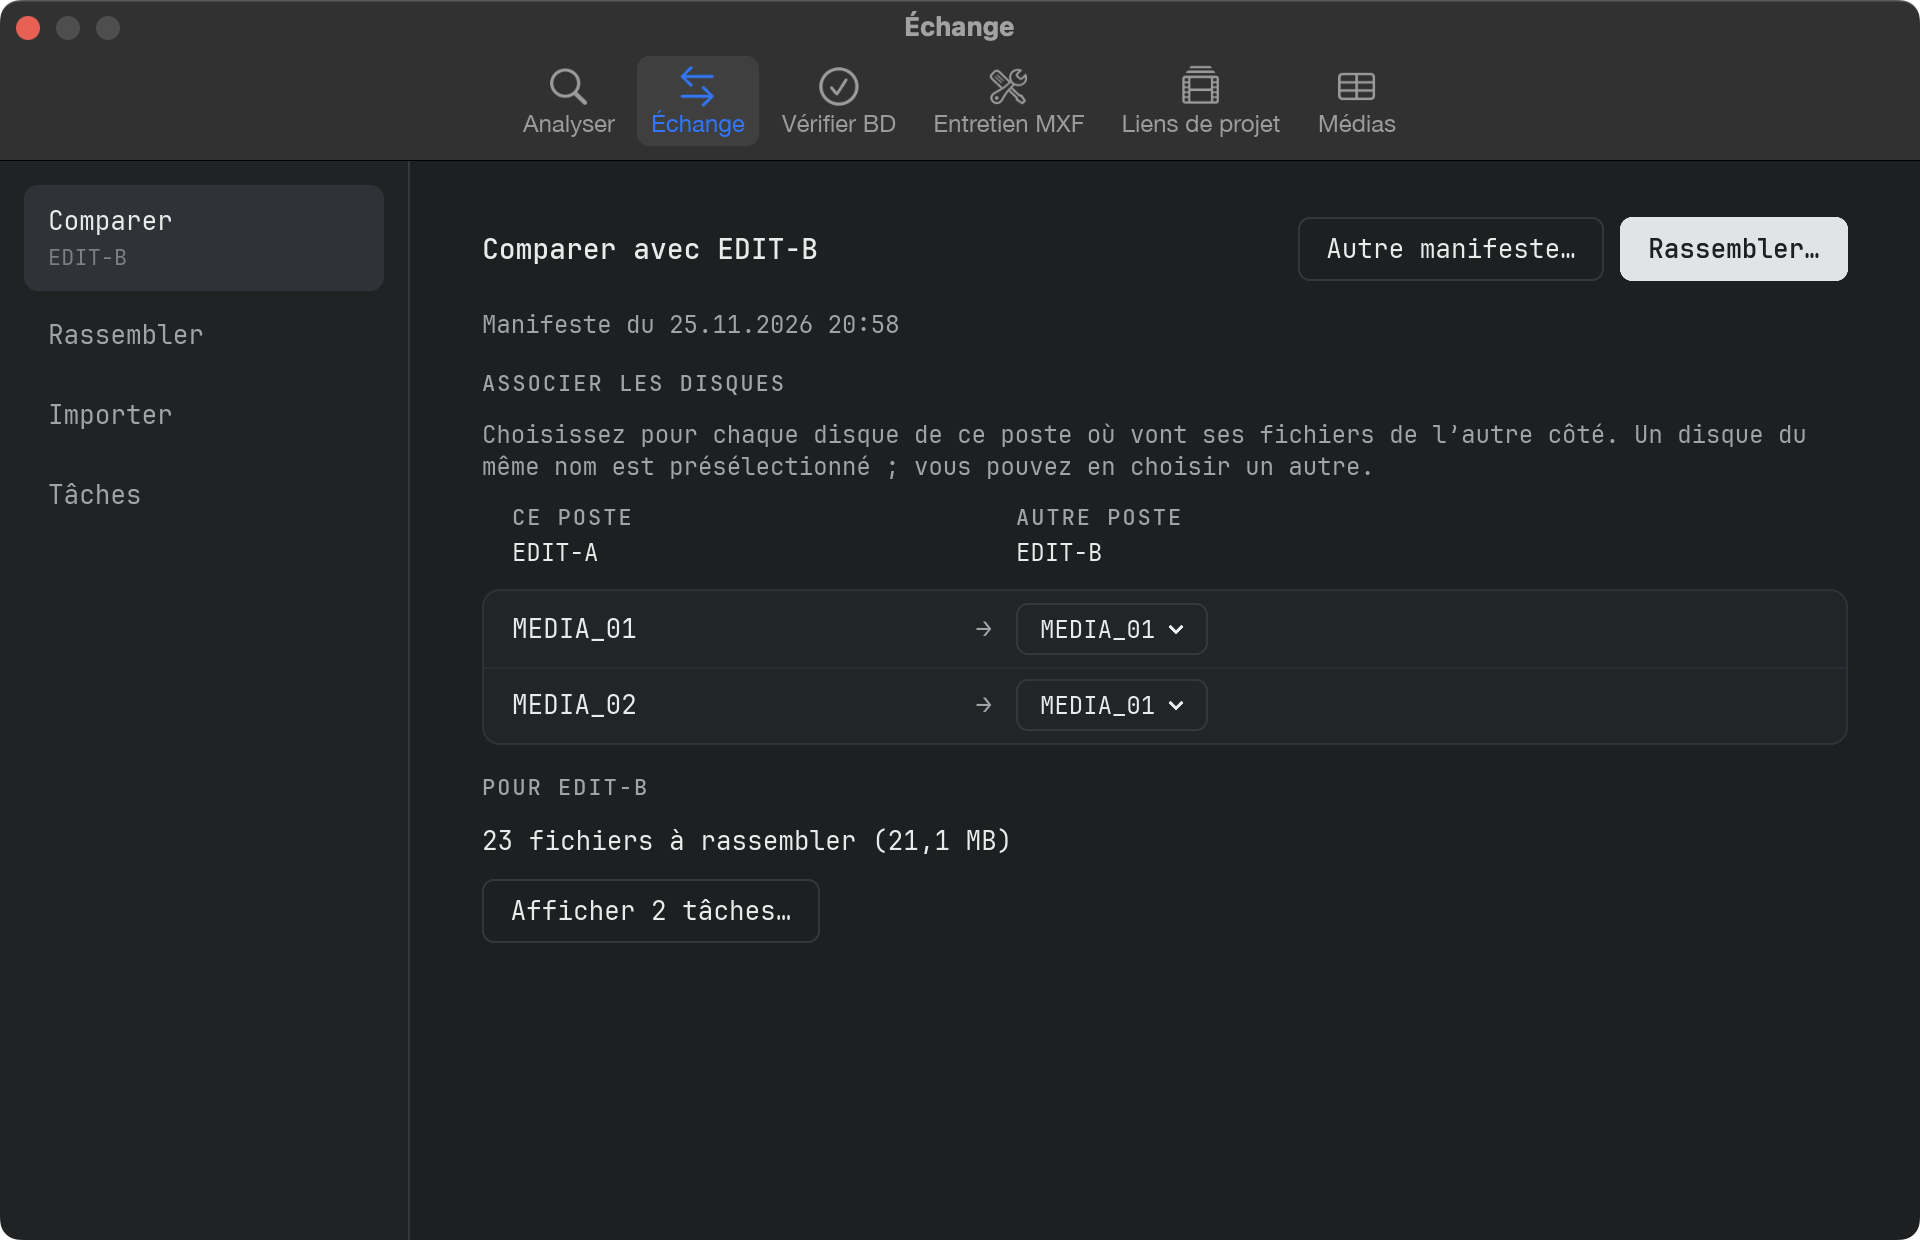 Échange
Analyser
Échange
Vérifier BD
Entretien MXF
Liens de projet
Médias
Comparer
EDIT-B
Rassembler
Importer
Tâches
Comparer avec EDIT-B
Autre manifeste…
Rassembler…
Manifeste du 25.11.2026 20:58
ASSOCIER LES DISQUES
Choisissez pour chaque disque de ce poste où vont ses fichiers de l’autre côté. Un disque du
même nom est présélectionné ; vous pouvez en choisir un autre.
CE POSTE
AUTRE POSTE
EDIT-A
EDIT-B
MEDIA_01 → MEDIA_01
MEDIA_02 → MEDIA_01
POUR EDIT-B
23 fichiers à rassembler (21,1 MB)
Afficher 2 tâches…